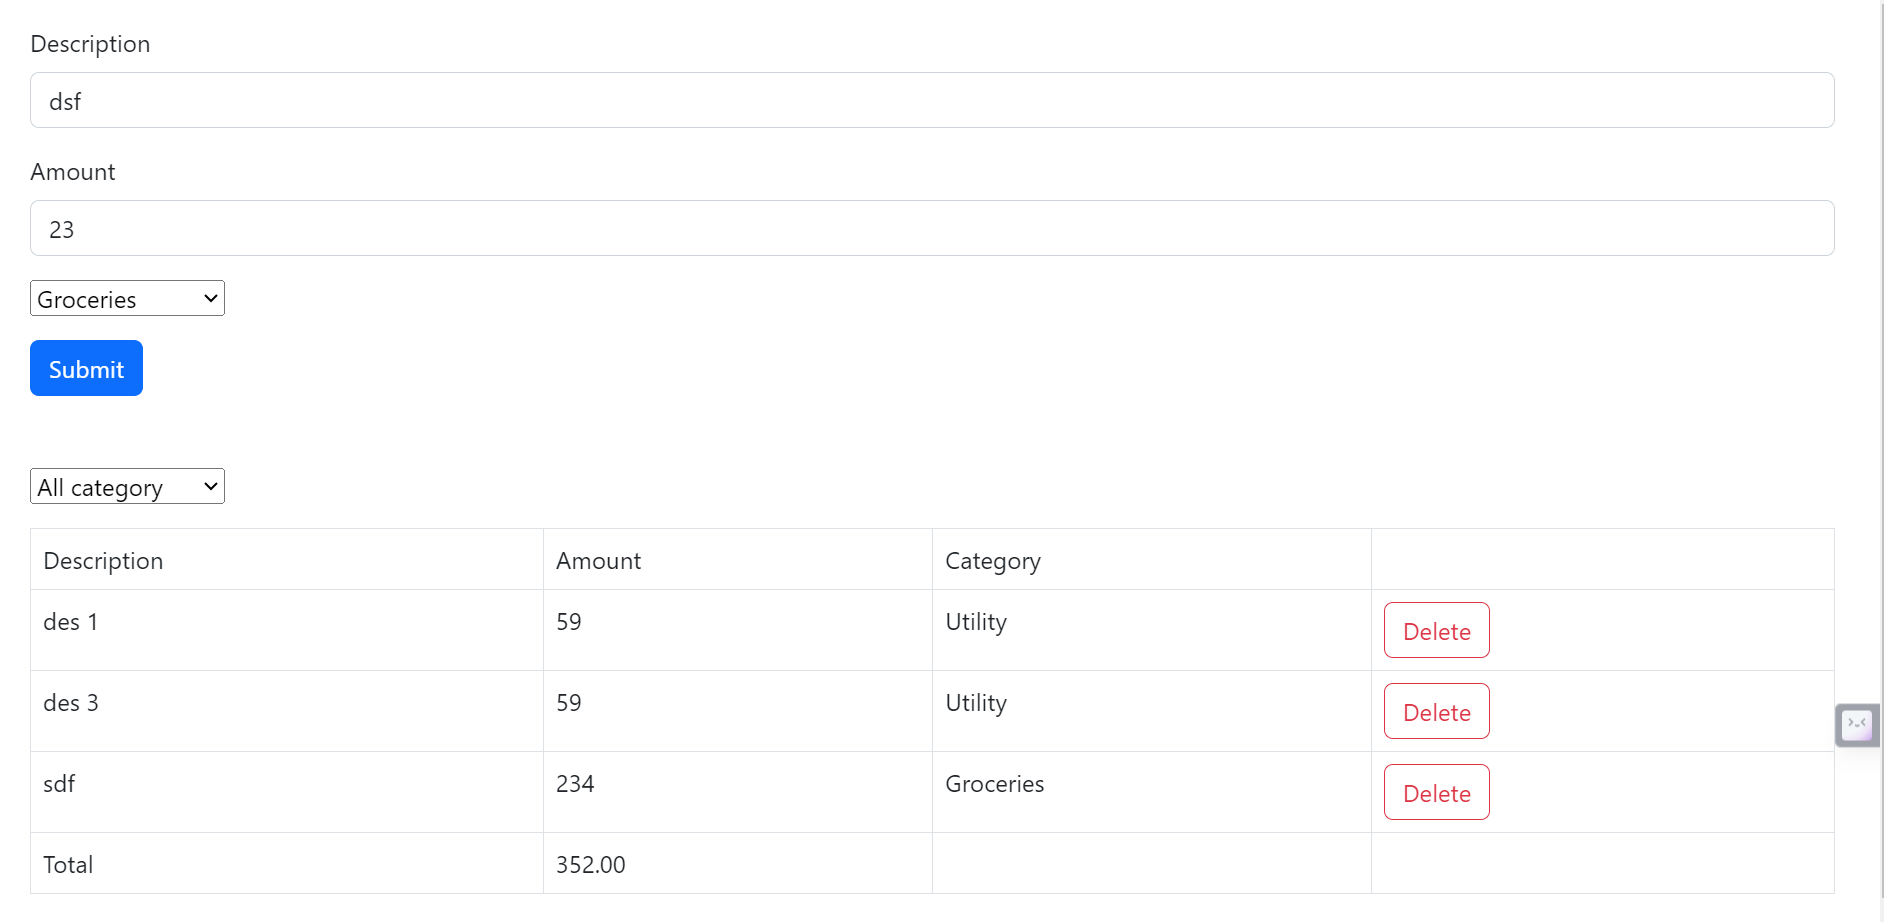 Description
dsf
Amount
23
Groceries
Submit
All category
Description Amount Category
des 1 59 Utility Delete
des 3 59 Utility Delete
sdf 234 Groceries Delete
Total 352.00